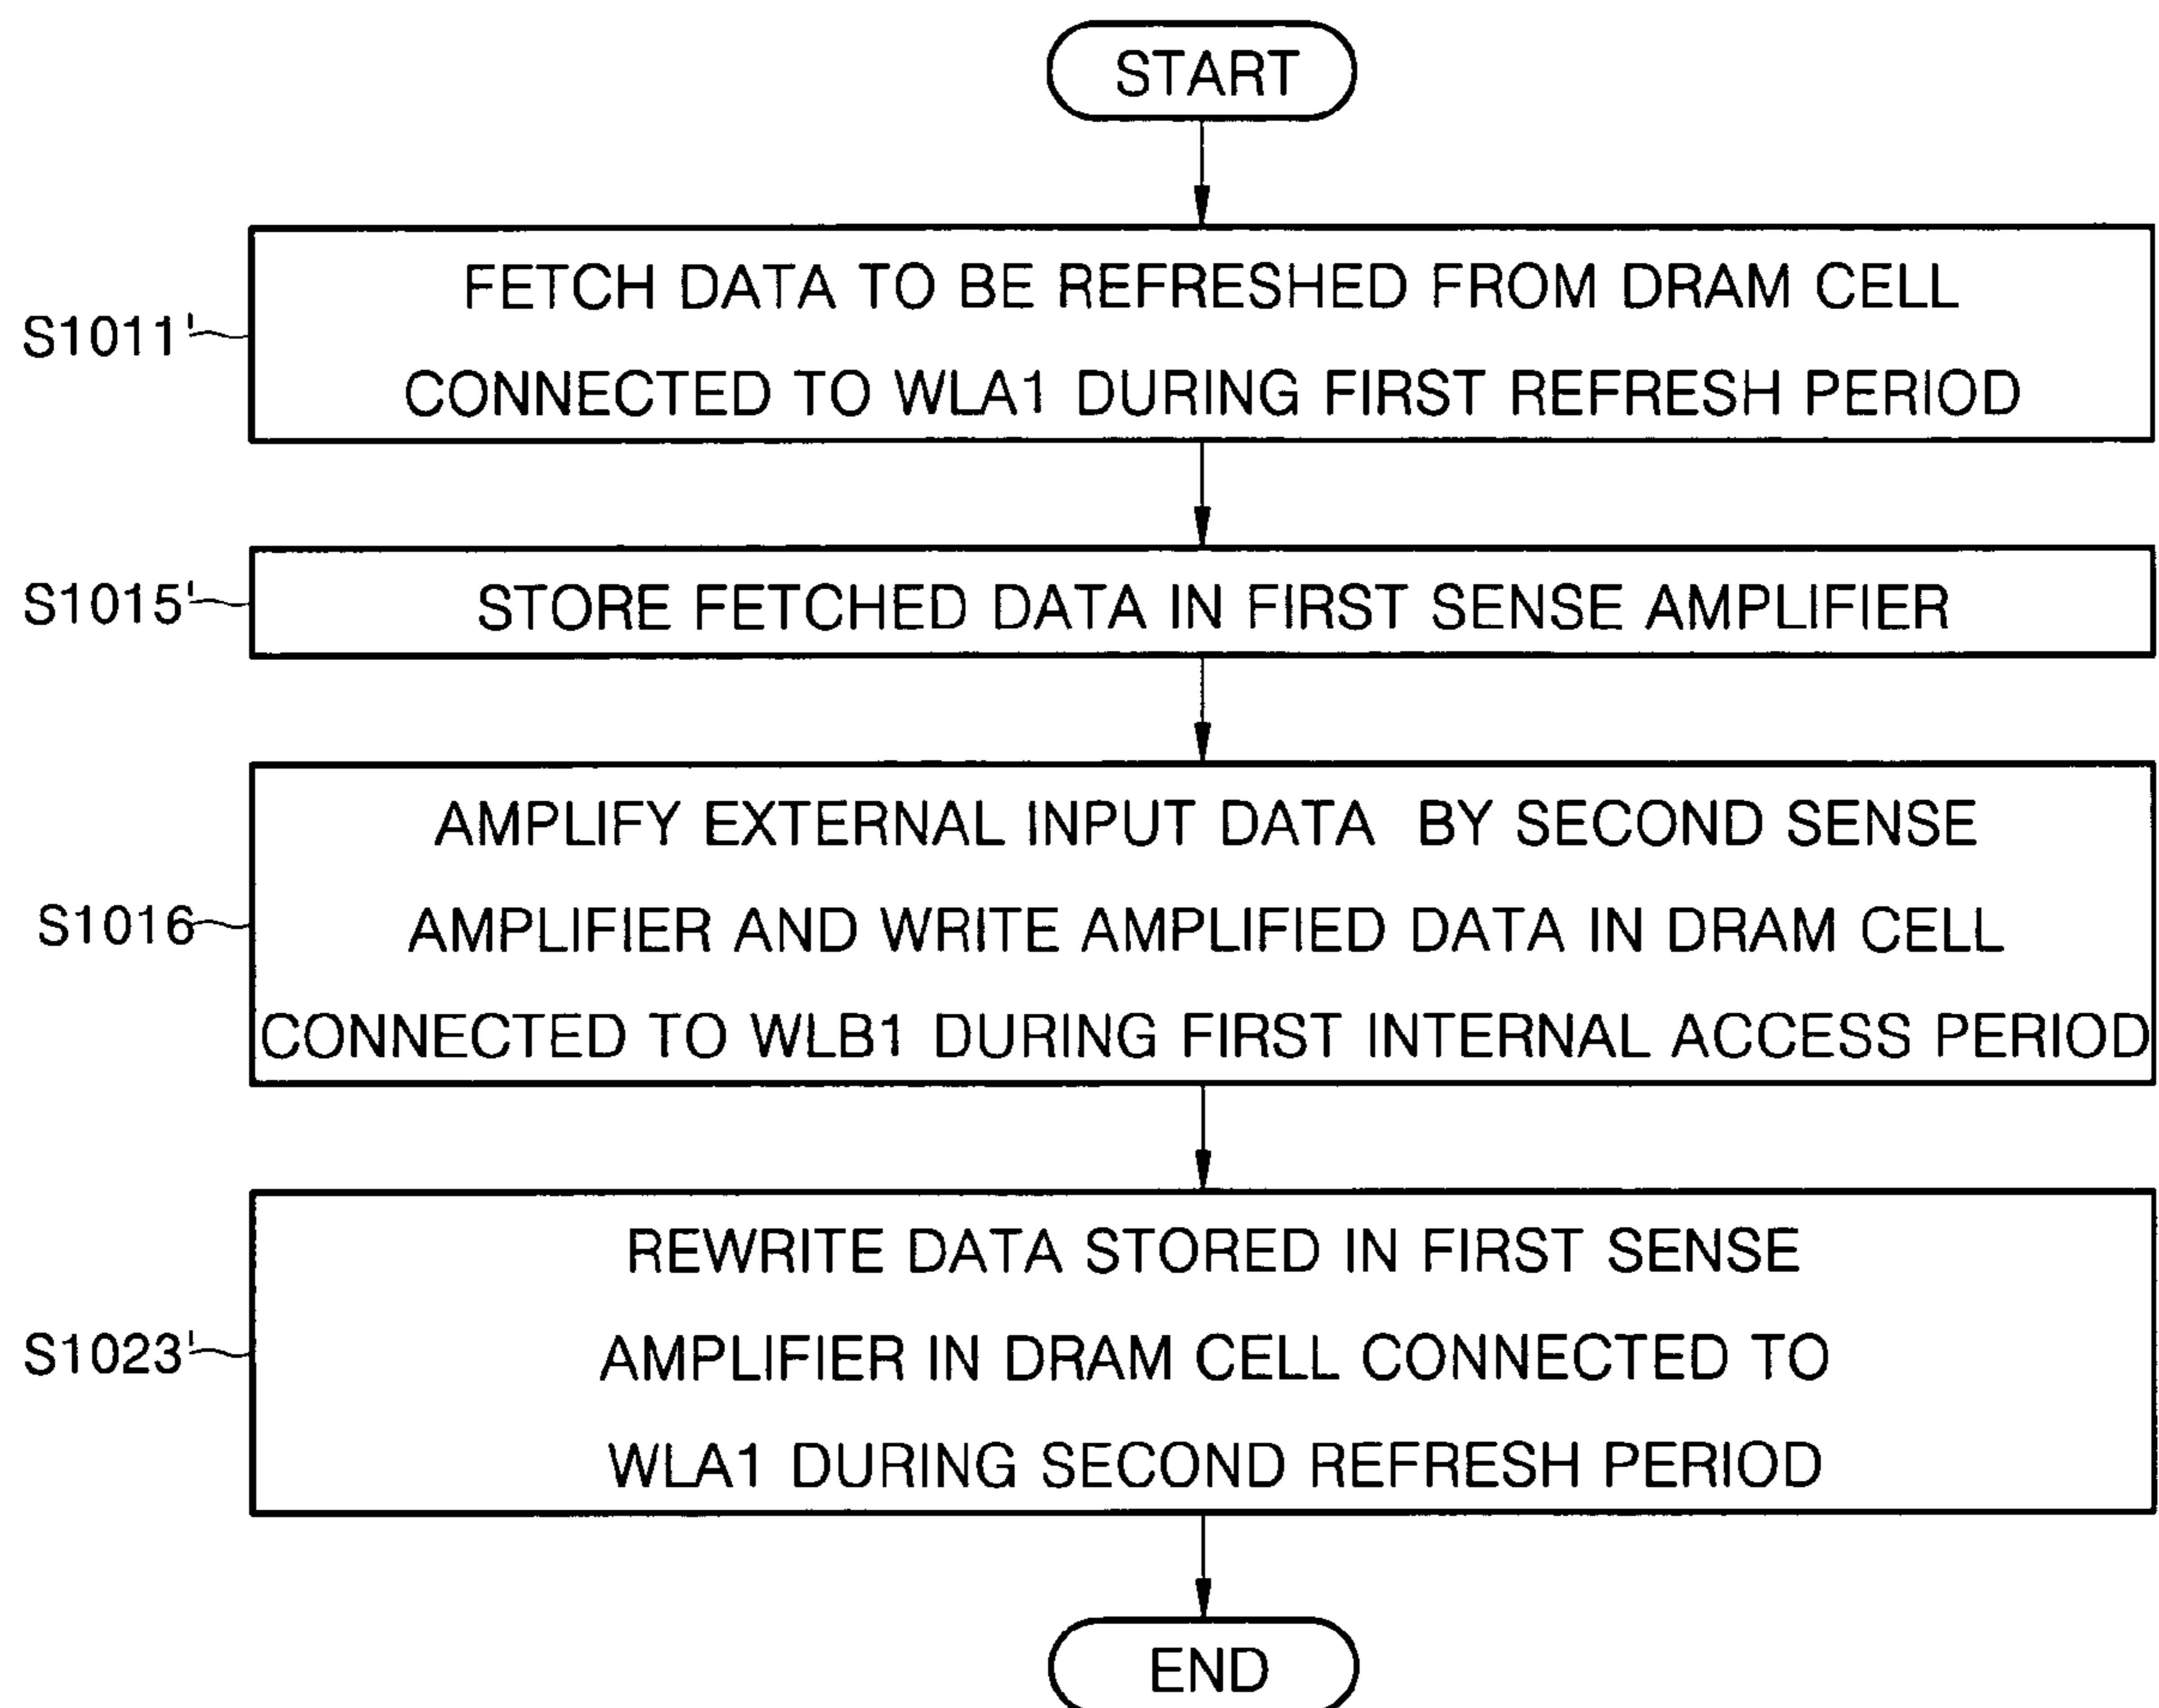 START
FETCH DATA TO BE REFRESHED FROM DRAM CELL
CONNECTED TO WLA1 DURING FIRST REFRESH PERIOD
S1011'
STORE FETCHED DATA IN FIRST SENSE AMPLIFIER
S1015'
AMPLIFY EXTERNAL INPUT DATA BY SECOND SENSE
AMPLIFIER AND WRITE AMPLIFIED DATA IN DRAM CELL
CONNECTED TO WLB1 DURING FIRST INTERNAL ACCESS PERIOD
S1016
REWRITE DATA STORED IN FIRST SENSE
AMPLIFIER IN DRAM CELL CONNECTED TO
WLA1 DURING SECOND REFRESH PERIOD
S1023'
END